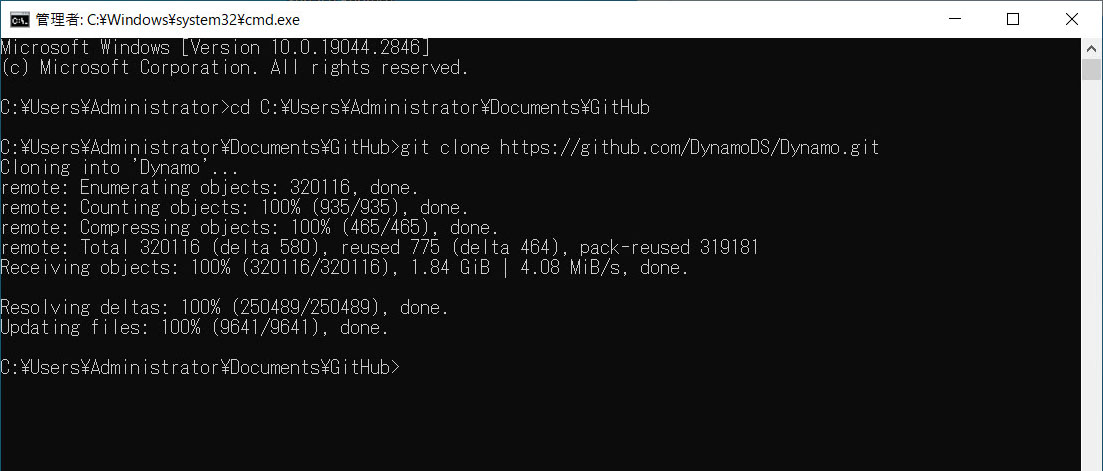 管理者: C:¥Windows¥system32¥cmd.exe
Microsoft Windows [Version 10.0.19044.2846]
(c) Microsoft Corporation. All rights reserved.
C:¥Users¥Administrator>cd C:¥Users¥Administrator¥Documents¥GitHub
C:¥Users¥Administrator¥Documents¥GitHub>git clone https://github.com/DynamoDS/Dynamo.git
Cloning into 'Dynamo'...
remote: Enumerating objects: 320116, done.
remote: Counting objects: 100% (935/935), done.
remote: Compressing objects: 100% (465/465), done.
remote: Total 320116 (delta 580), reused 775 (delta 464), pack-reused 319181
Receiving objects: 100% (320116/320116), 1.84 GiB | 4.08 MiB/s, done.
Resolving deltas: 100% (250489/250489), done.
Updating files: 100% (9641/9641), done.
C:¥Users¥Administrator¥Documents¥GitHub>